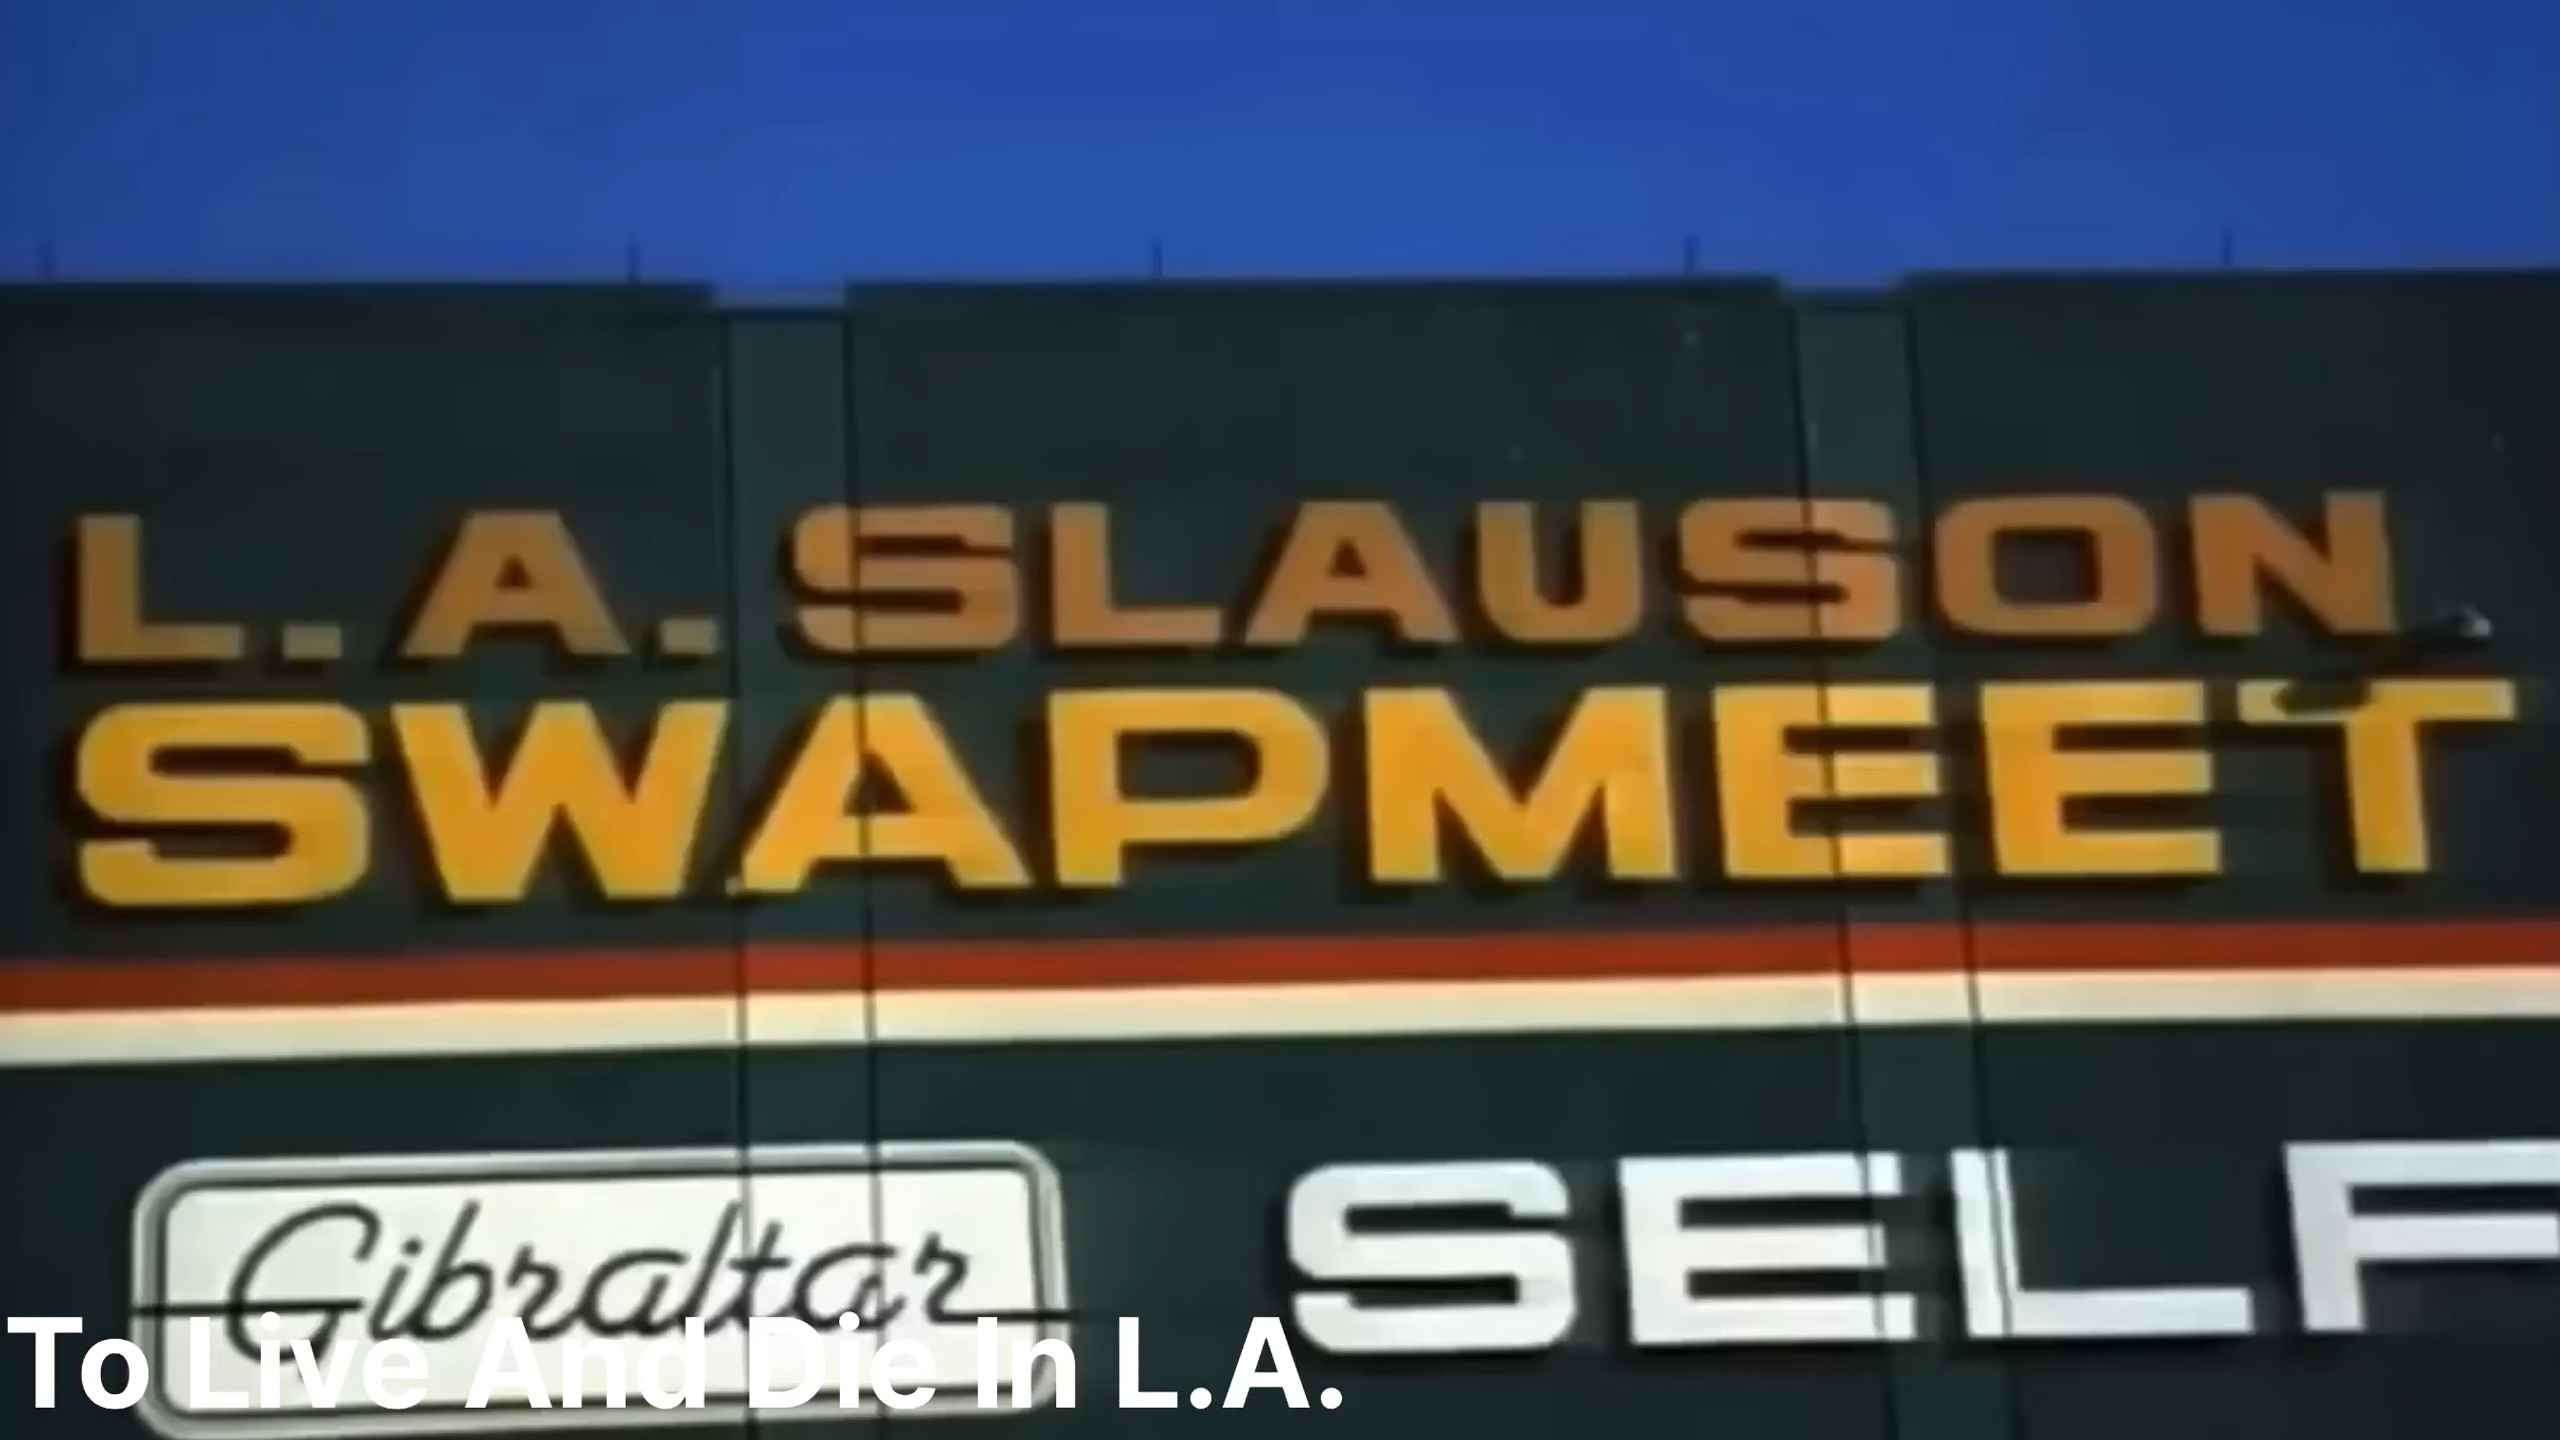 L.A. SLAUSON
SWAPMEET
Gibraltar
SELF
To Live And Die In L.A.